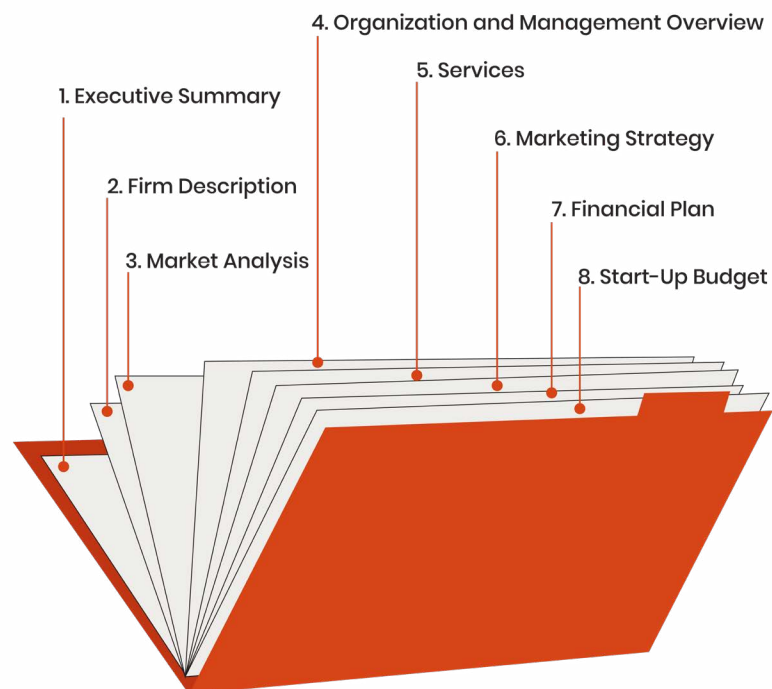 1. Executive Summary
2. Firm Description
3. Market Analysis
4. Organization and Management Overview
5. Services
6. Marketing Strategy
7. Financial Plan
8. Start-Up Budget